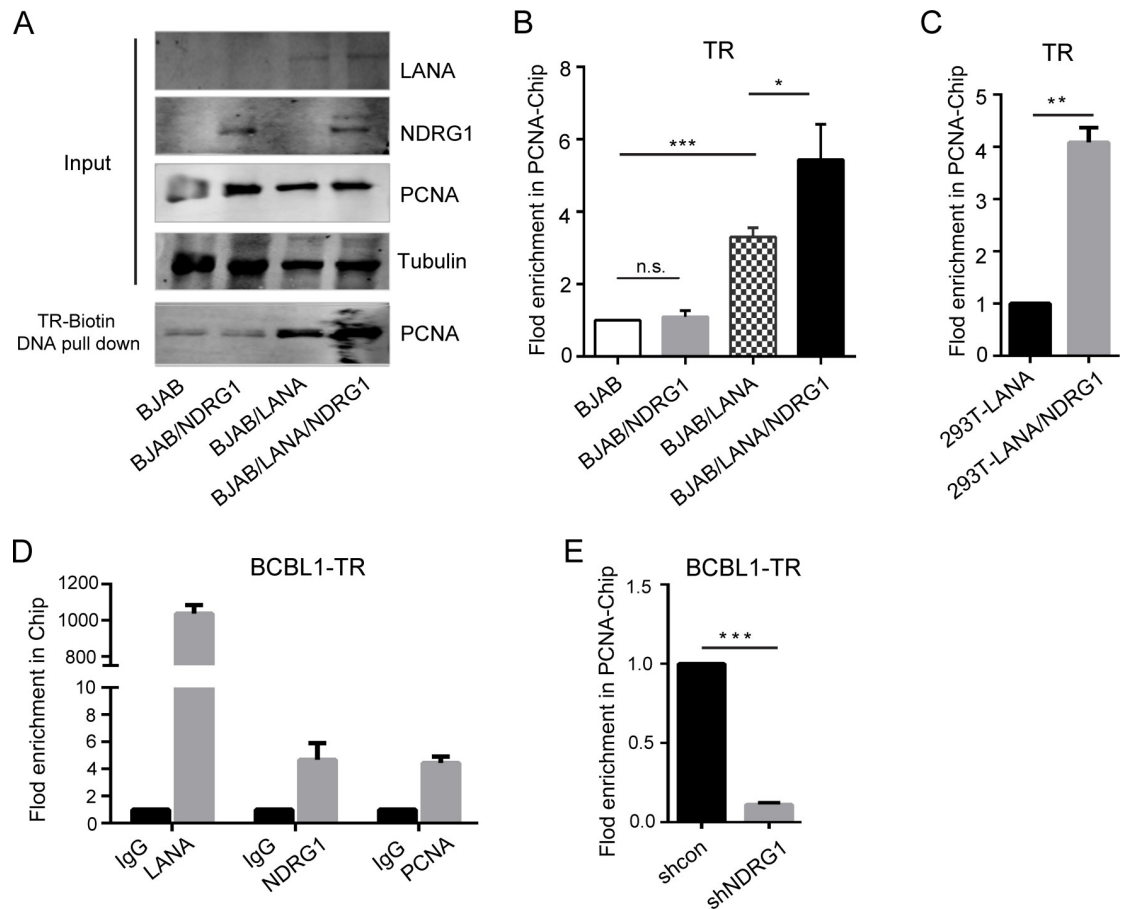 A
Input
LANA
NDRG1
PCNA
Tubulin
TR-Biotin
DNA pull down
PCNA
BJAB
BJAB/NDRG1
BJAB/LANA
BJAB/LANA/NDRG1
B
TR
Flod enrichment in PCNA-Chip
8
6
4
2
0
n.s.
***
*
BJAB
BJAB/NDRG1
BJAB/LANA
BJAB/LANA/NDRG1
C
TR
Flod enrichment in PCNA-Chip
5
4
3
2
1
0
**
293T-LANA
293T-LANA/NDRG1
D
BCBL1-TR
Flod enrichment in Chip
1200
1000
800
10
8
6
4
2
0
IgG
LANA
IgG
NDRG1
IgG
PCNA
E
BCBL1-TR
Flod enrichment in PCNA-Chip
1.5
1.0
0.5
0.0
***
shcon
shNDRG1